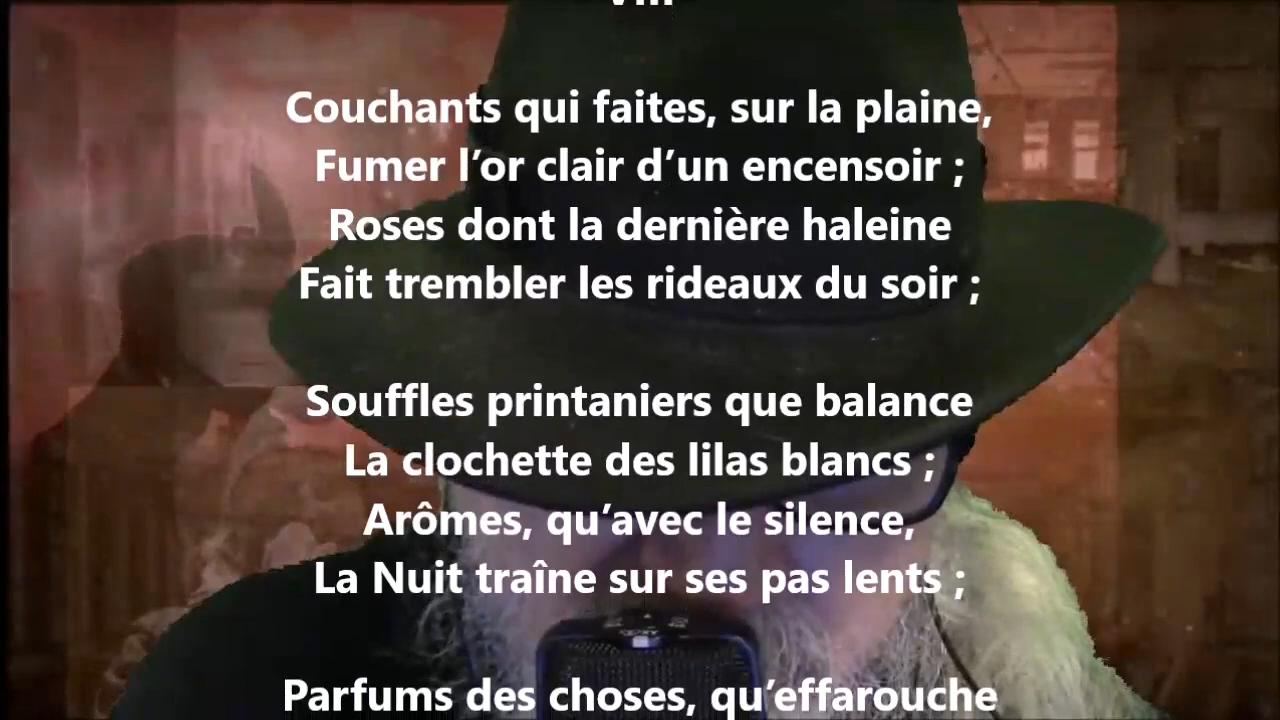 VIII
Couchants qui faites, sur la plaine,
Fumer l’or clair d’un encensoir ;
Roses dont la dernière haleine
Fait trembler les rideaux du soir ;
Souffles printaniers que balance
La clochette des lilas blancs ;
Arômes, qu’avec le silence,
La Nuit traîne sur ses pas lents ;
Parfums des choses, qu’effarouche